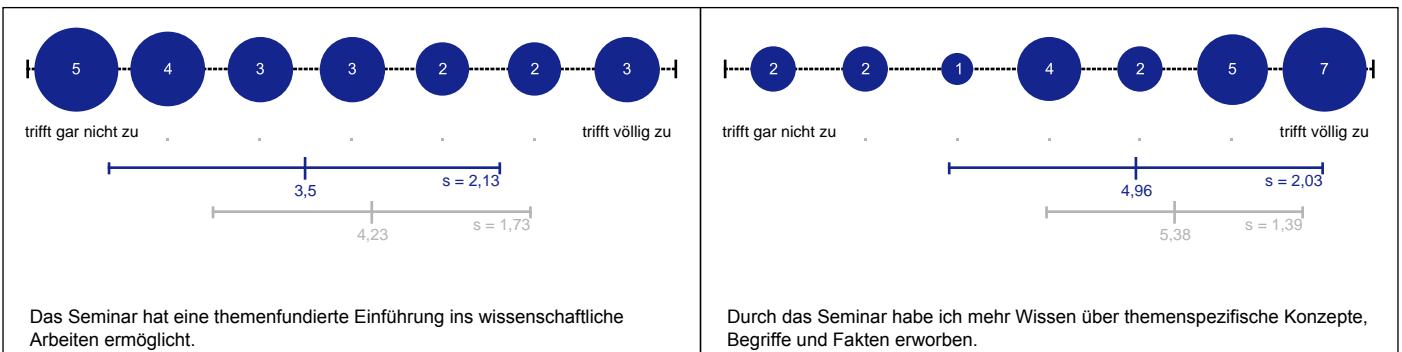 5 4 3 3 2 2 3
trifft gar nicht zu . . . . . trifft völlig zu
s = 2,13
3,5
s = 1,73
4,23
Das Seminar hat eine themenfundierte Einführung ins wissenschaftliche
Arbeiten ermöglicht.
2 2 1 4 2 5 7
trifft gar nicht zu . . . . . trifft völlig zu
s = 2,03
4,96
s = 1,39
5,38
Durch das Seminar habe ich mehr Wissen über themenspezifische Konzepte,
Begriffe und Fakten erworben.